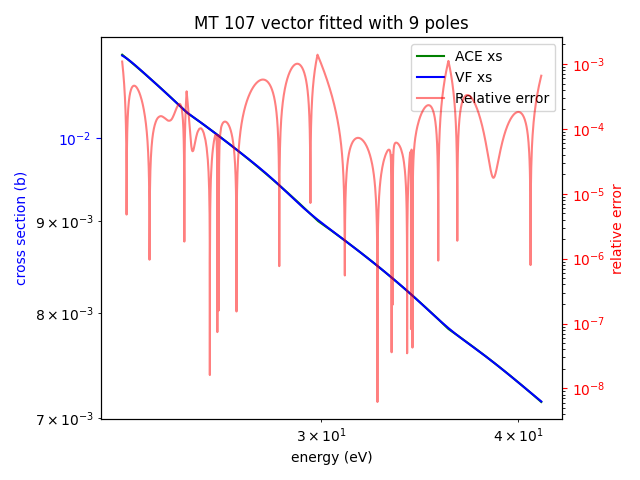 MT 107 vector fitted with 9 poles
ACE xs
VF xs
Relative error
10⁻²
9 × 10⁻³
8 × 10⁻³
7 × 10⁻³
cross section (b)
10⁻³
10⁻⁴
10⁻⁵
10⁻⁶
10⁻⁷
10⁻⁸
relative error
3 × 10¹
4 × 10¹
energy (eV)